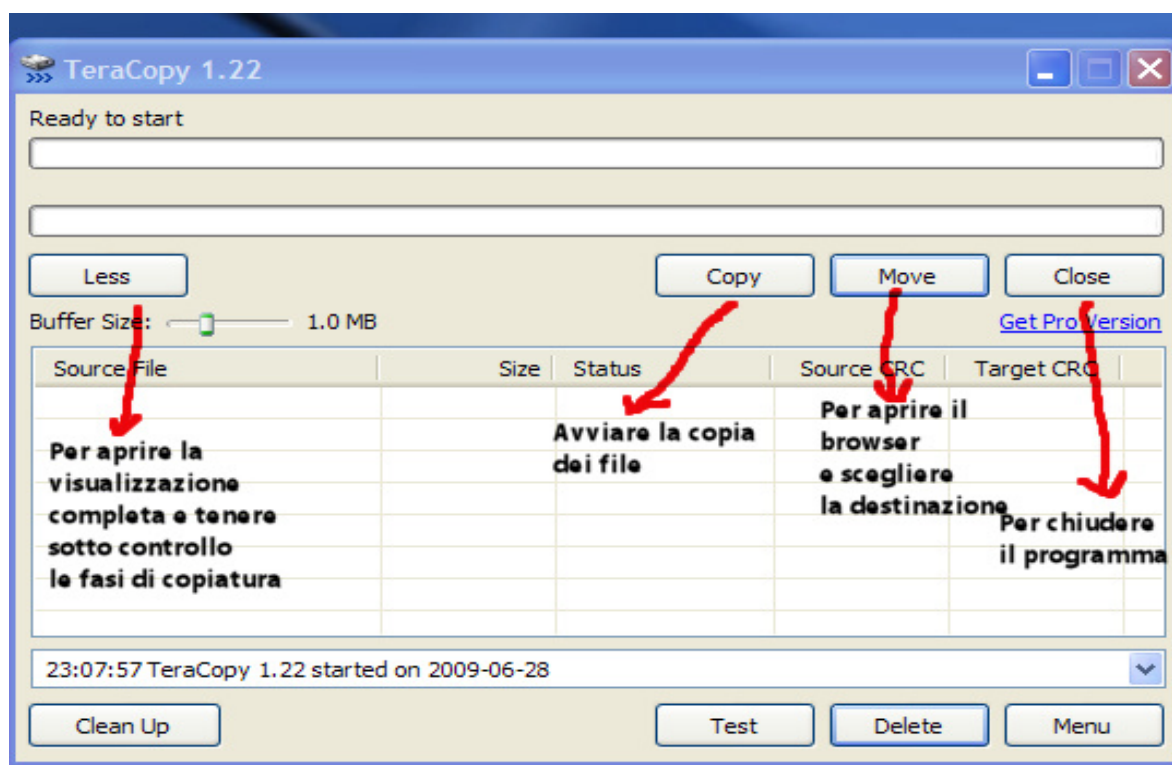 TeraCopy 1.22
Ready to start
Less Copy Move Close
Buffer Size: 1.0 MB Get Pro Version
Source File Size Status Source CRC Target CRC
Per aprire la
visualizzazione
completa e tenere
sotto controllo
le fasi di copiatura
Avviare la copia
dei file
Per aprire il
browser
e scegliere
la destinazione
Per chiudere
il programma
23:07:57 TeraCopy 1.22 started on 2009-06-28
Clean Up Test Delete Menu